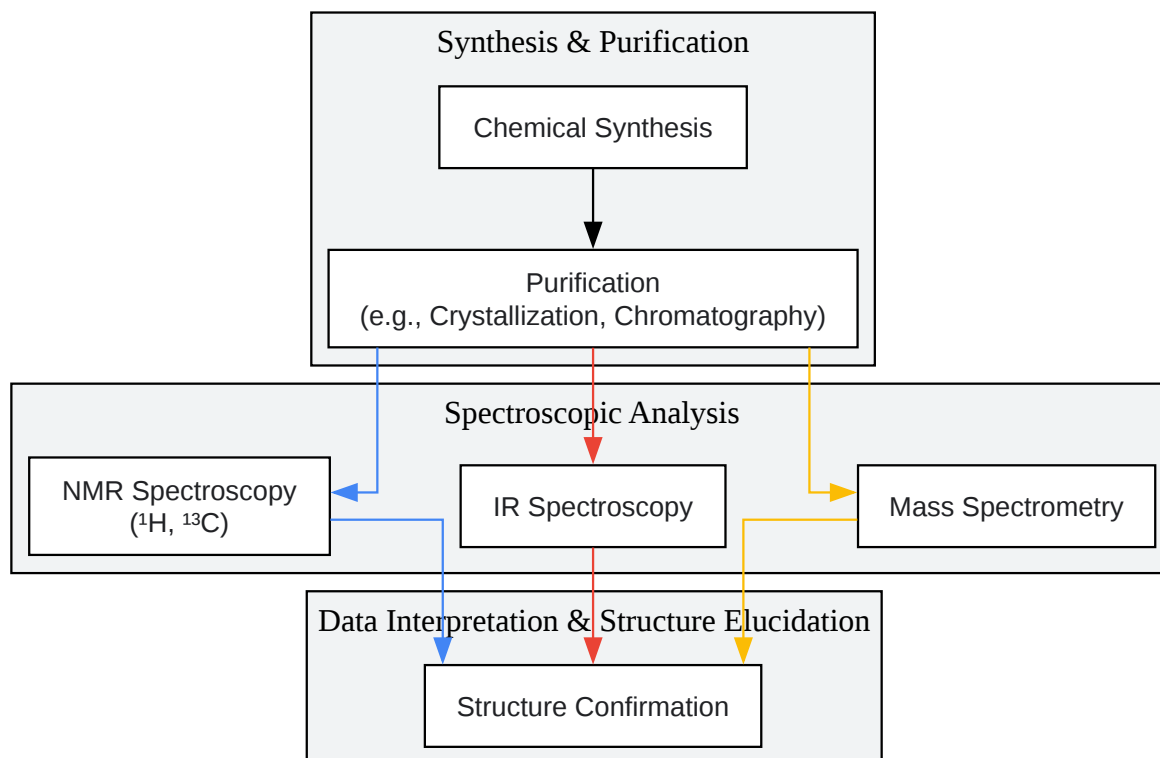 Synthesis & Purification
Chemical Synthesis
Purification
(e.g., Crystallization, Chromatography)
Spectroscopic Analysis
NMR Spectroscopy
(¹H, ¹³C)
IR Spectroscopy
Mass Spectrometry
Data Interpretation & Structure Elucidation
Structure Confirmation